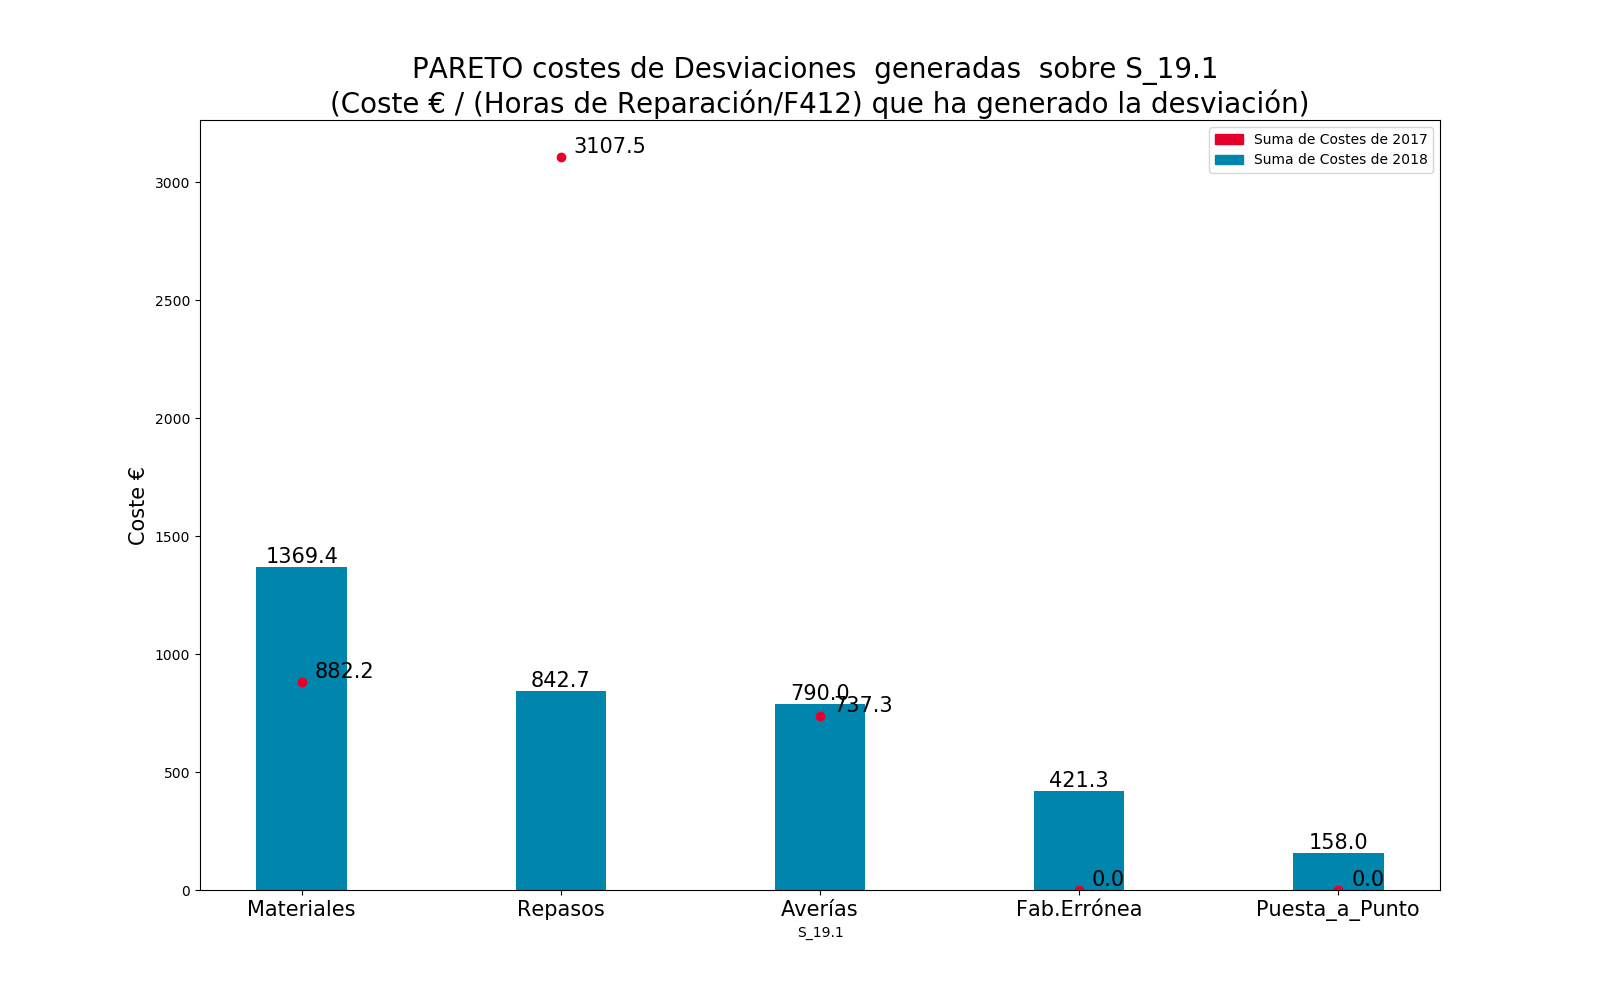 PARETO costes de Desviaciones  generadas  sobre S_19.1
(Coste € / (Horas de Reparación/F412) que ha generado la desviación)
Suma de Costes de 2017
Suma de Costes de 2018
Coste €
3000
2500
2000
1500
1000
500
0
3107.5
1369.4
882.2
842.7
790.0
737.3
421.3
0.0
158.0
0.0
Materiales
Repasos
Averías
Fab.Errónea
Puesta_a_Punto
S_19.1